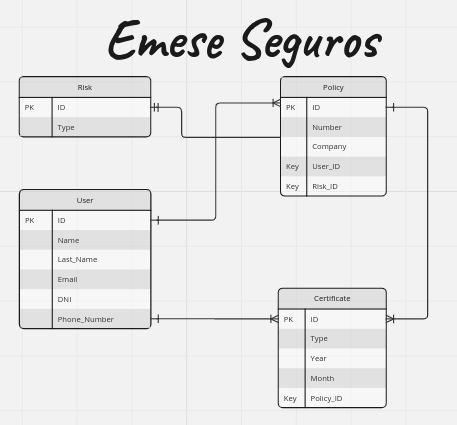 Emese Seguros
Risk
PK ID
Type
Policy
PK ID
Number
Company
Key User_ID
Key Risk_ID
User
PK ID
Name
Last_Name
Email
DNI
Phone_Number
Certificate
PK ID
Type
Year
Month
Key Policy_ID